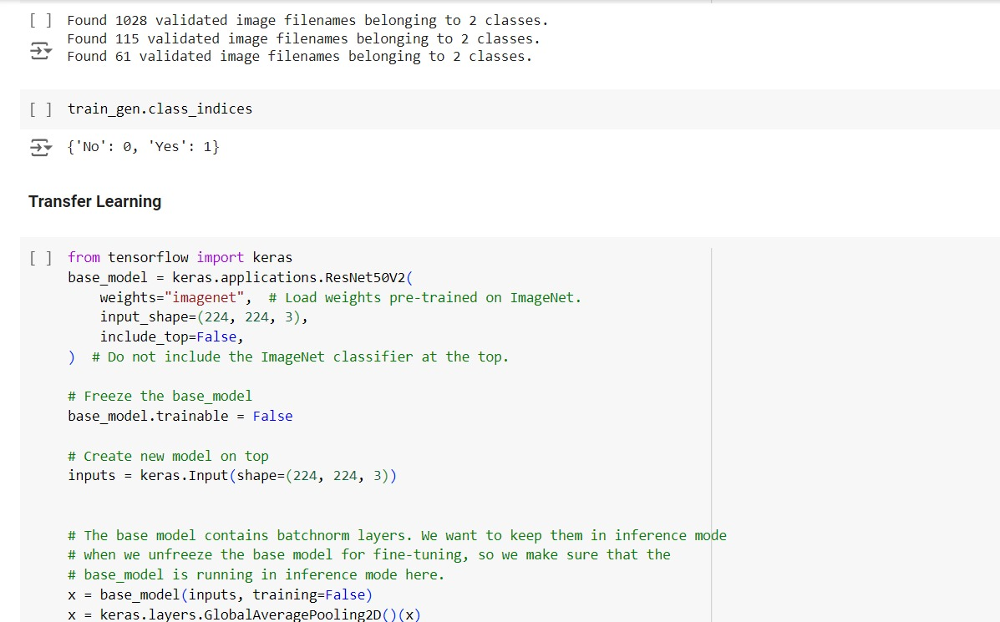 [ ] Found 1028 validated image filenames belonging to 2 classes.
Found 115 validated image filenames belonging to 2 classes.
Found 61 validated image filenames belonging to 2 classes.
[ ] train_gen.class_indices
{'No': 0, 'Yes': 1}
Transfer Learning
[ ] from tensorflow import keras
base_model = keras.applications.ResNet50V2(
    weights="imagenet",  # Load weights pre-trained on ImageNet.
    input_shape=(224, 224, 3),
    include_top=False,
)  # Do not include the ImageNet classifier at the top.
# Freeze the base_model
base_model.trainable = False
# Create new model on top
inputs = keras.Input(shape=(224, 224, 3))
# The base model contains batchnorm layers. We want to keep them in inference mode
# when we unfreeze the base model for fine-tuning, so we make sure that the
# base_model is running in inference mode here.
x = base_model(inputs, training=False)
x = keras.layers.GlobalAveragePooling2D()(x)